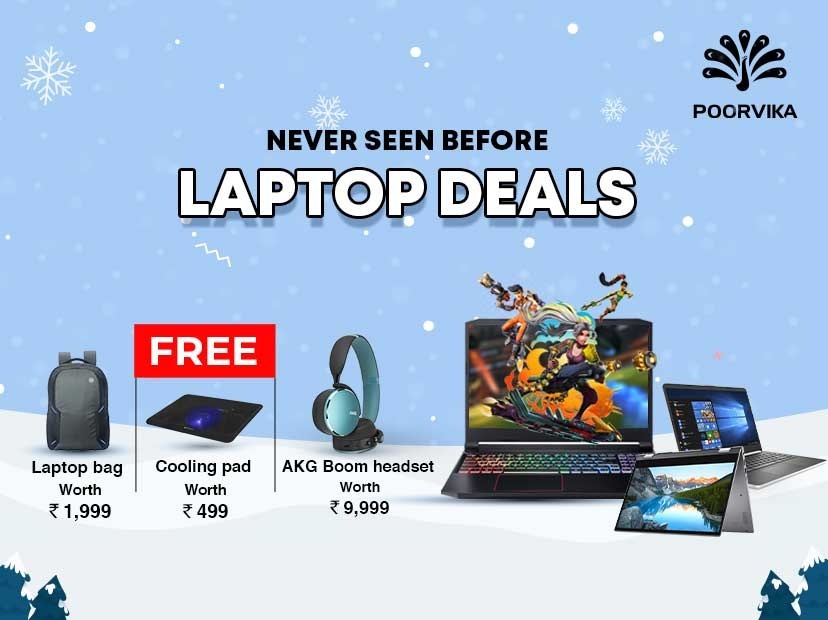 POORVIKA
NEVER SEEN BEFORE
LAPTOP DEALS
FREE
Laptop bag
Worth
₹ 1,999
Cooling pad
Worth
₹ 499
AKG Boom headset
Worth
₹ 9,999